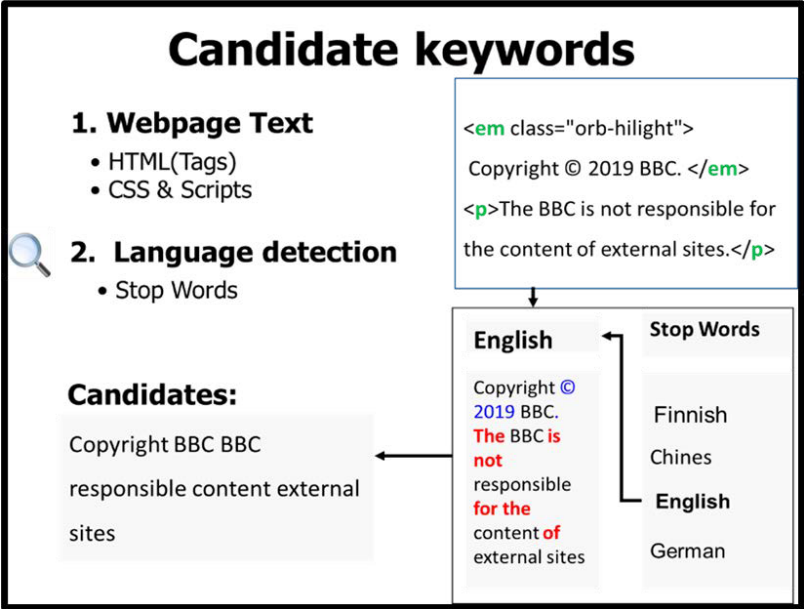 Candidate keywords
1. Webpage Text
• HTML(Tags)
• CSS & Scripts
2. Language detection
• Stop Words
<em class="orb-hilight">
Copyright © 2019 BBC. </em>
<p>The BBC is not responsible for
the content of external sites.</p>
English
Copyright ©
2019 BBC.
The BBC is
not
responsible
for the
content of
external sites
Stop Words
Finnish
Chines
English
German
Candidates:
Copyright BBC BBC
responsible content external
sites